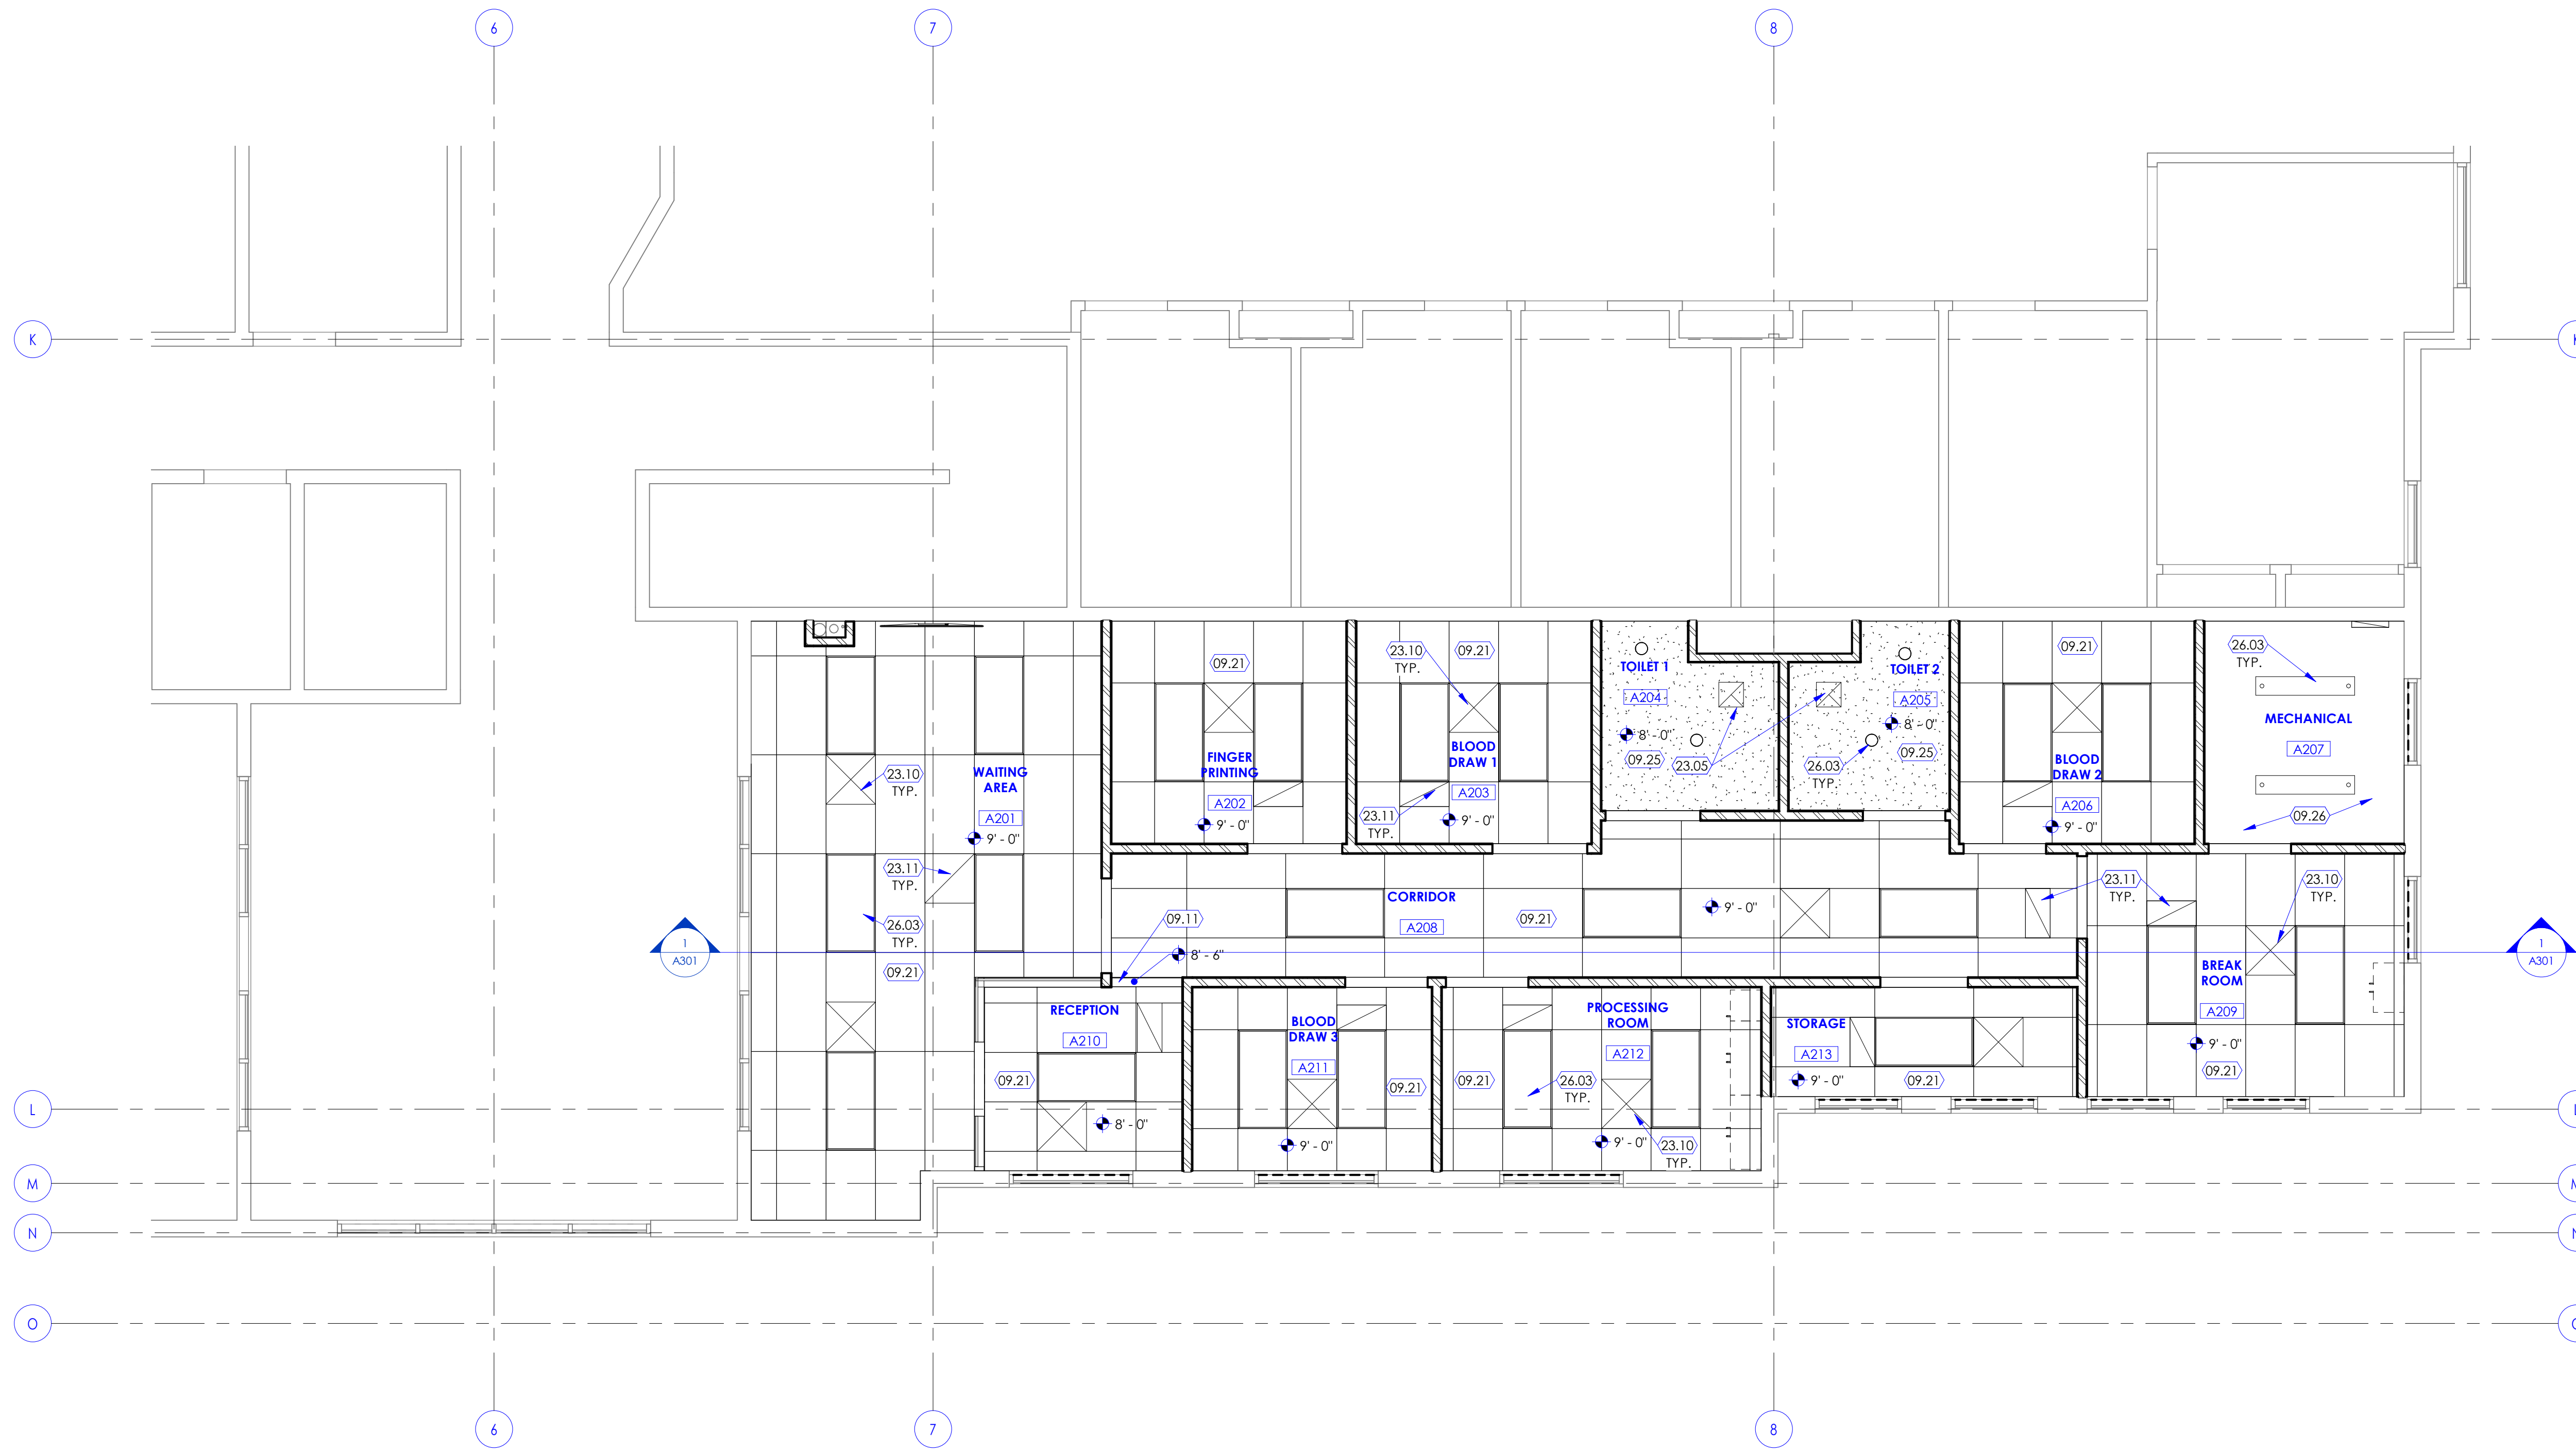 6
7
8
K
K
09.21
23.10
TYP.
09.21
TOILET 1
A204
8' - 0"
09.25
23.05
TOILET 2
A205
8' - 0"
09.25
26.03
TYP.
09.21
26.03
TYP.
MECHANICAL
A207
09.26
23.10
TYP.
WAITING
AREA
A201
9' - 0"
FINGER
PRINTING
A202
9' - 0"
BLOOD
DRAW 1
A203
9' - 0"
23.11
TYP.
BLOOD
DRAW 2
A206
9' - 0"
23.11
TYP.
26.03
TYP.
09.21
09.11
8' - 6"
CORRIDOR
A208
09.21
9' - 0"
23.11
TYP.
23.10
TYP.
1
A301
1
A301
BREAK
ROOM
A209
9' - 0"
09.21
RECEPTION
A210
09.21
8' - 0"
BLOOD
DRAW 3
A211
09.21
9' - 0"
PROCESSING
ROOM
A212
09.21
26.03
TYP.
9' - 0"
23.10
TYP.
STORAGE
A213
9' - 0"
09.21
L
M
M
N
N
O
6
7
8